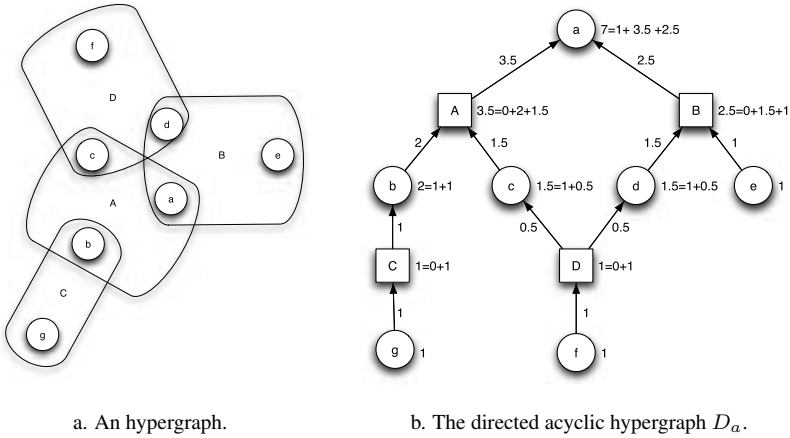 f
D
d
c
B
e
A
a
b
C
g
a 7=1+ 3.5 +2.5
3.5 2.5
A 3.5=0+2+1.5 B 2.5=0+1.5+1
2 1.5 1.5 1
b 2=1+1 c 1.5=1+0.5 d 1.5=1+0.5 e 1
1 0.5 0.5
C 1=0+1 D 1=0+1
1 1
g 1 f 1
a. An hypergraph. b. The directed acyclic hypergraph Da.